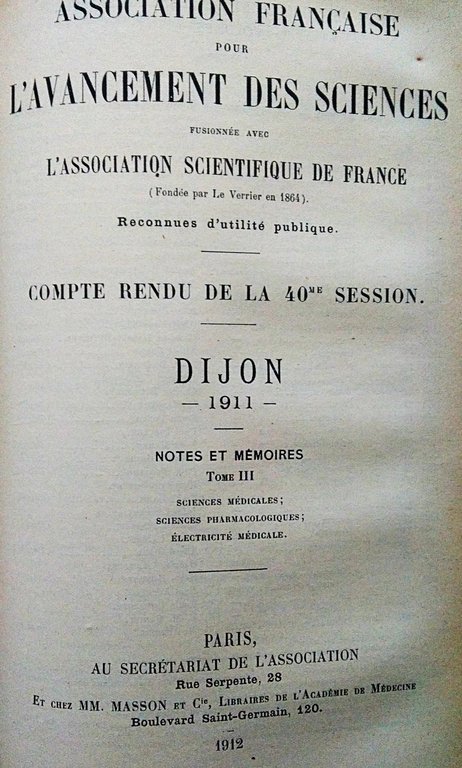 ASSOCIATION FRANÇAISE
POUR
L'AVANCEMENT DES SCIENCES
FUSIONNÉE AVEC
L'ASSOCIATION SCIENTIFIQUE DE FRANCE
(Fondée par Le Verrier en 1864).
Reconnues d'utilité publique.
COMPTE RENDU DE LA 40ME SESSION.
DIJON
— 1911 —
NOTES ET MÉMOIRES
TOME III
SCIENCES MÉDICALES;
SCIENCES PHARMACOLOGIQUES;
ÉLECTRICITÉ MÉDICALE.
PARIS,
AU SECRÉTARIAT DE L'ASSOCIATION
Rue Serpente, 28
ET CHEZ MM. MASSON ET Cie, LIBRAIRES DE L'ACADÉMIE DE MÉDECINE
Boulevard Saint-Germain, 120.
1912